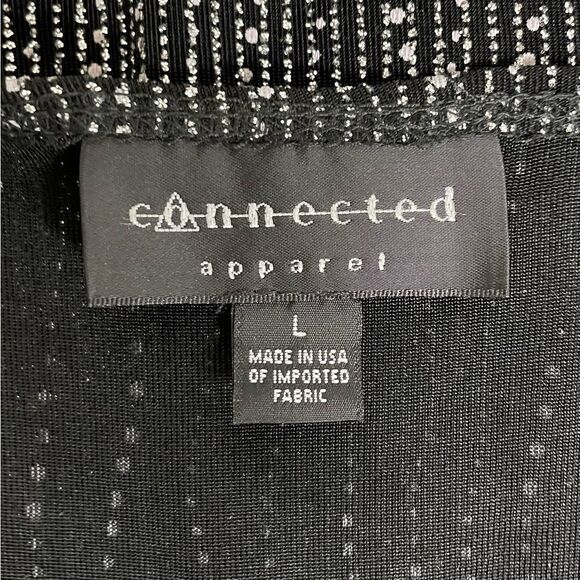 connected
apparel
L
MADE IN USA
OF IMPORTED
FABRIC